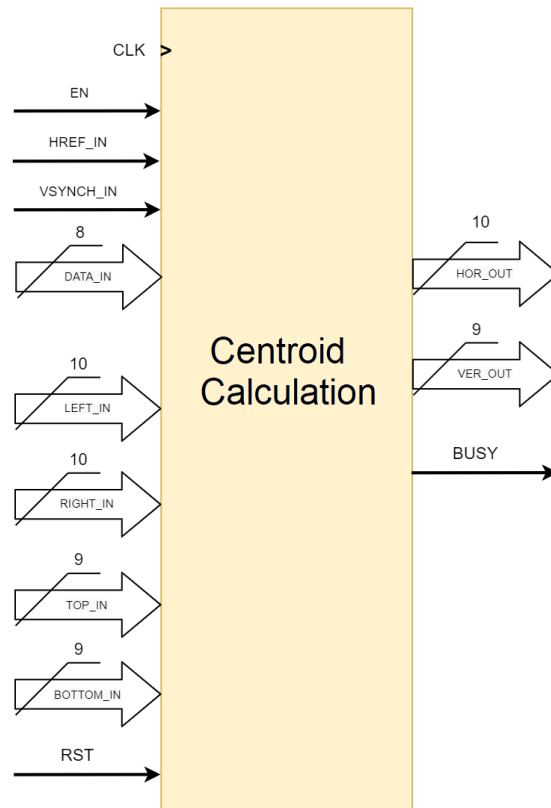 CLK >
EN
HREF_IN
VSYNCH_IN
8
DATA_IN
10
LEFT_IN
10
RIGHT_IN
9
TOP_IN
9
BOTTOM_IN
RST
Centroid
Calculation
10
HOR_OUT
9
VER_OUT
BUSY